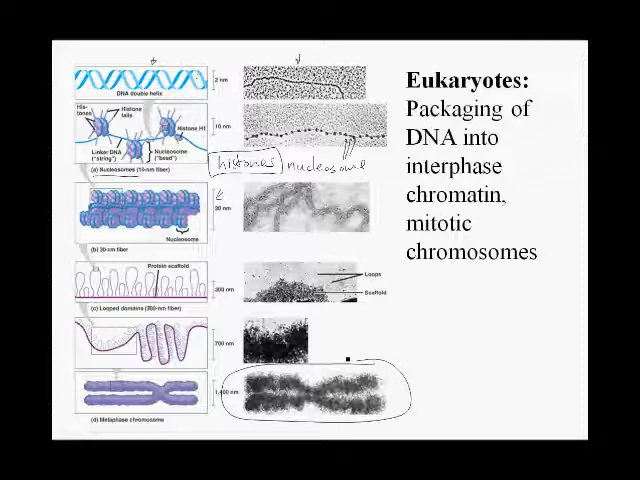 Eukaryotes:
Packaging of
DNA into
interphase
chromatin,
mitotic
chromosomes
2 nm
DNA double helix
His-
tones
Histone
tails
10 nm
Histone H1
Linker DNA
("string")
Nucleosome
("bead")
(a) Nucleosomes (10-nm fiber)
histones nucleosome
30 nm
Nucleosome
(b) 30-nm fiber
Protein scaffold
300 nm
Loops
Scaffold
(c) Looped domains (300-nm fiber)
700 nm
1,400 nm
(d) Metaphase chromosome